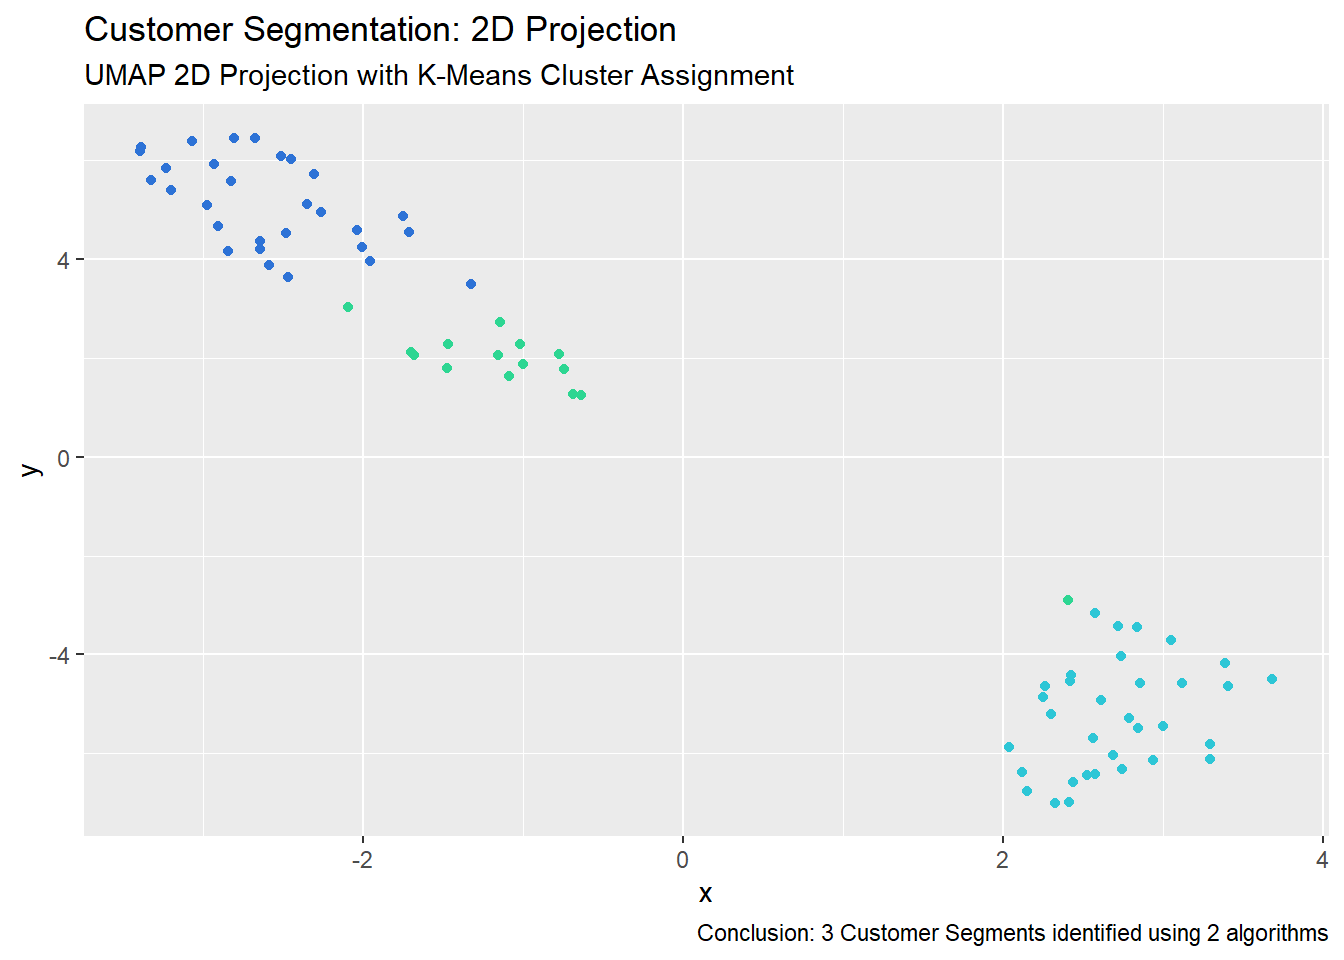 Customer Segmentation: 2D Projection
UMAP 2D Projection with K-Means Cluster Assignment
4
0
-4
y
-2
0
2
4
x
Conclusion: 3 Customer Segments identified using 2 algorithms